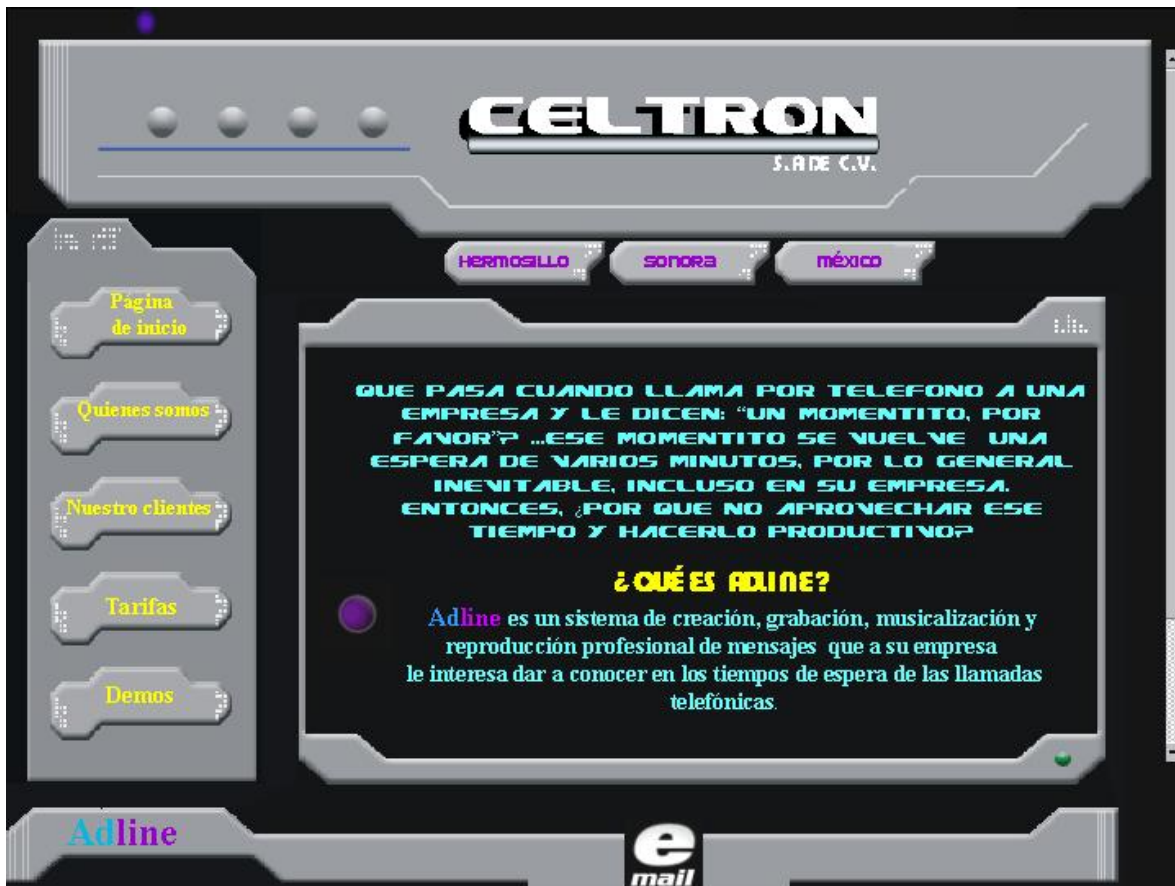 CELTRON
S.A DE C.V.
HERMOSILLO
SONORA
MÉXICO
Página
de inicio
Quienes somos
Nuestro clientes
Tarifas
Demos
QUE PASA CUANDO LLAMA POR TELEFONO A UNA
EMPRESA Y LE DICEN: “UN MOMENTITO, POR
FAVOR”? ...ESE MOMENTITO SE VUELVE UNA
ESPERA DE VARIOS MINUTOS, POR LO GENERAL
INEVITABLE, INCLUSO EN SU EMPRESA.
ENTONCES, ¿POR QUE NO APROVECHAR ESE
TIEMPO Y HACERLO PRODUCTIVO?
¿QUÉ ES ADLINE?
Adline es un sistema de creación, grabación, musicalización y
reproducción profesional de mensajes que a su empresa
le interesa dar a conocer en los tiempos de espera de las llamadas
telefónicas.
Adline
e
mail